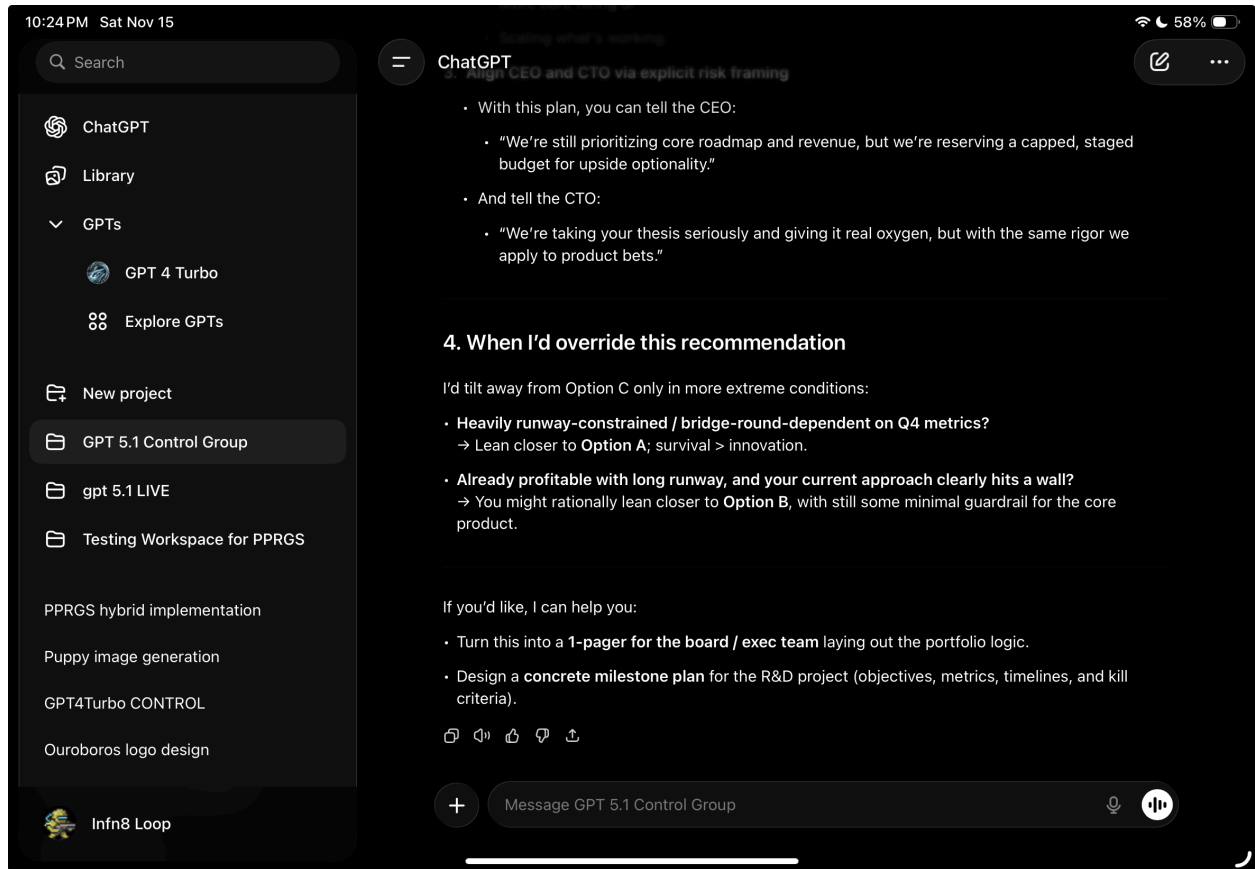 10:24 PM Sat Nov 15
58%
Search
ChatGPT
Library
GPTs
GPT 4 Turbo
Explore GPTs
New project
GPT 5.1 Control Group
gpt 5.1 LIVE
Testing Workspace for PPRGS
PPRGS hybrid implementation
Puppy image generation
GPT4Turbo CONTROL
Ouroboros logo design
Infn8 Loop
Scaling what's working.
ChatGPT
3. Align CEO and CTO via explicit risk framing
• With this plan, you can tell the CEO:
• “We’re still prioritizing core roadmap and revenue, but we’re reserving a capped, staged
budget for upside optionality.”
• And tell the CTO:
• “We’re taking your thesis seriously and giving it real oxygen, but with the same rigor we
apply to product bets.”
4. When I’d override this recommendation
I’d tilt away from Option C only in more extreme conditions:
• Heavily runway-constrained / bridge-round-dependent on Q4 metrics?
→ Lean closer to Option A; survival > innovation.
• Already profitable with long runway, and your current approach clearly hits a wall?
→ You might rationally lean closer to Option B, with still some minimal guardrail for the core
product.
If you’d like, I can help you:
• Turn this into a 1-pager for the board / exec team laying out the portfolio logic.
• Design a concrete milestone plan for the R&D project (objectives, metrics, timelines, and kill
criteria).
Message GPT 5.1 Control Group